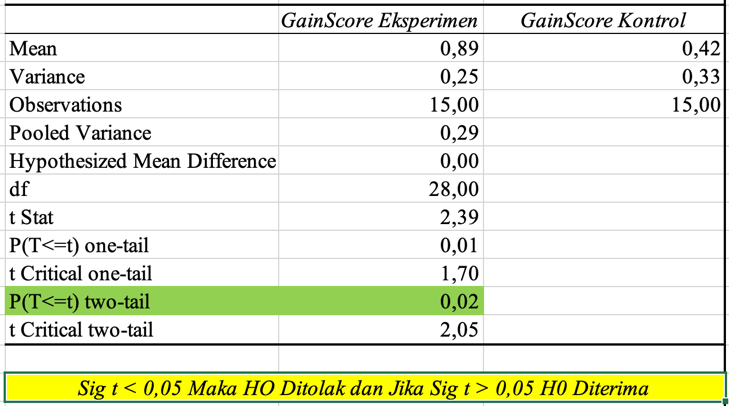 GainScore Eksperimen GainScore Kontrol
Mean 0,89 0,42
Variance 0,25 0,33
Observations 15,00 15,00
Pooled Variance 0,29
Hypothesized Mean Difference 0,00
df 28,00
t Stat 2,39
P(T<=t) one-tail 0,01
t Critical one-tail 1,70
P(T<=t) two-tail 0,02
t Critical two-tail 2,05
Sig t < 0,05 Maka HO Ditolak dan Jika Sig t > 0,05 H0 Diterima